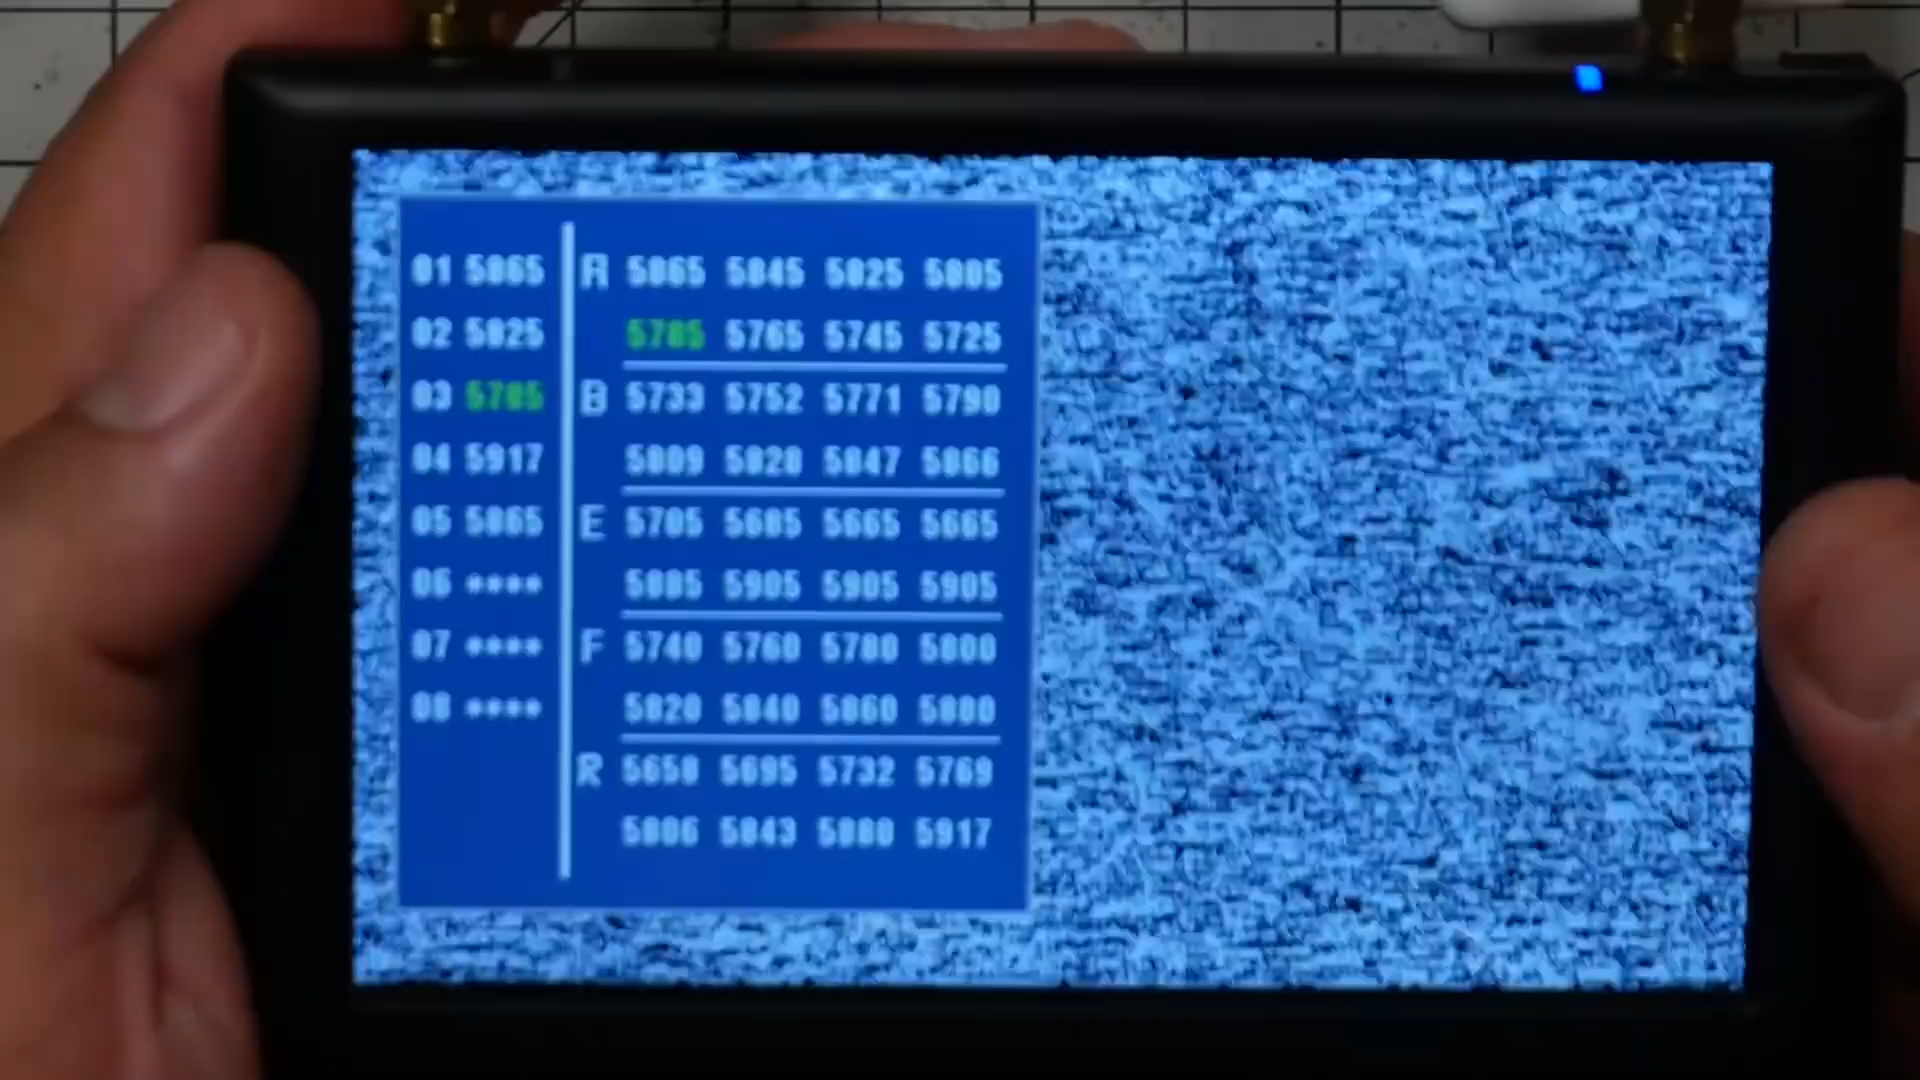 01 5865 A 5865 5845 5825 5805
02 5825 5785 5765 5745 5725
03 5785 B 5733 5752 5771 5790
04 5917 5809 5828 5847 5866
05 5865 E 5705 5685 5665 5665
06 **** 5885 5905 5905 5905
07 **** F 5740 5760 5780 5800
08 **** 5820 5840 5860 5880
R 5658 5695 5732 5769
5806 5843 5880 5917